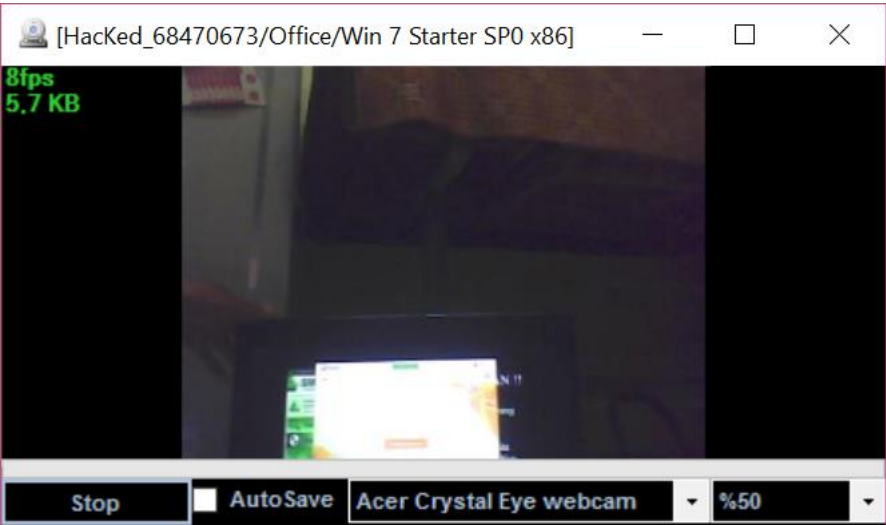 [HacKed_68470673/Office/Win 7 Starter SP0 x86]
8fps
5,7 KB
Stop
AutoSave
Acer Crystal Eye webcam
%50